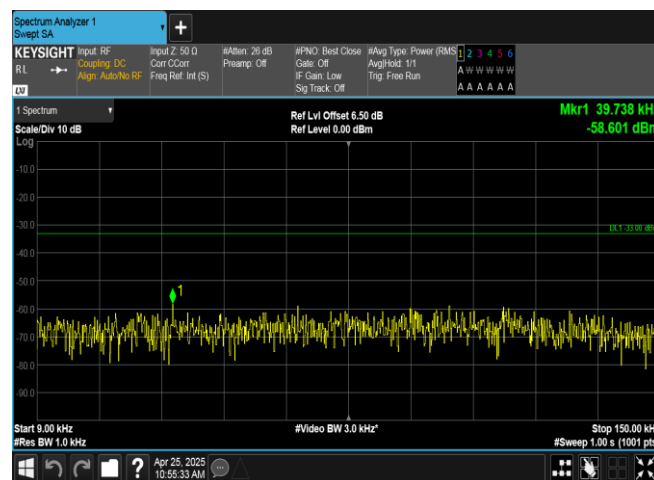 Spectrum Analyzer 1
Swept SA
+
KEYSIGHT Input: RF Input Z: 50 Ω #Atten: 26 dB #PNO: Best Close #Avg Type: Power (RMS 1 2 3 4 5 6
RL Coupling: DC Corr CCorr Preamp: Off Gate: Off Avg|Hold: 1/1 A W W W W W
Align: Auto/No RF Freq Ref: Int (S) IF Gain: Low Trig: Free Run
LXI Sig Track: Off A A A A A A
1 Spectrum
Ref Lvl Offset 6.50 dB Mkr1 39.738 kH
Scale/Div 10 dB Ref Level 0.00 dBm -58.601 dBr
Log
-10.0
-20.0
-30.0
DL1 -33.00 dB
-40.0
-50.0
1
-60.0
-70.0
-80.0
-90.0
Start 9.00 kHz #Video BW 3.0 kHz* Stop 150.00 kH
#Res BW 1.0 kHz #Sweep 1.00 s (1001 pts
? Apr 25, 2025
10:55:33 AM